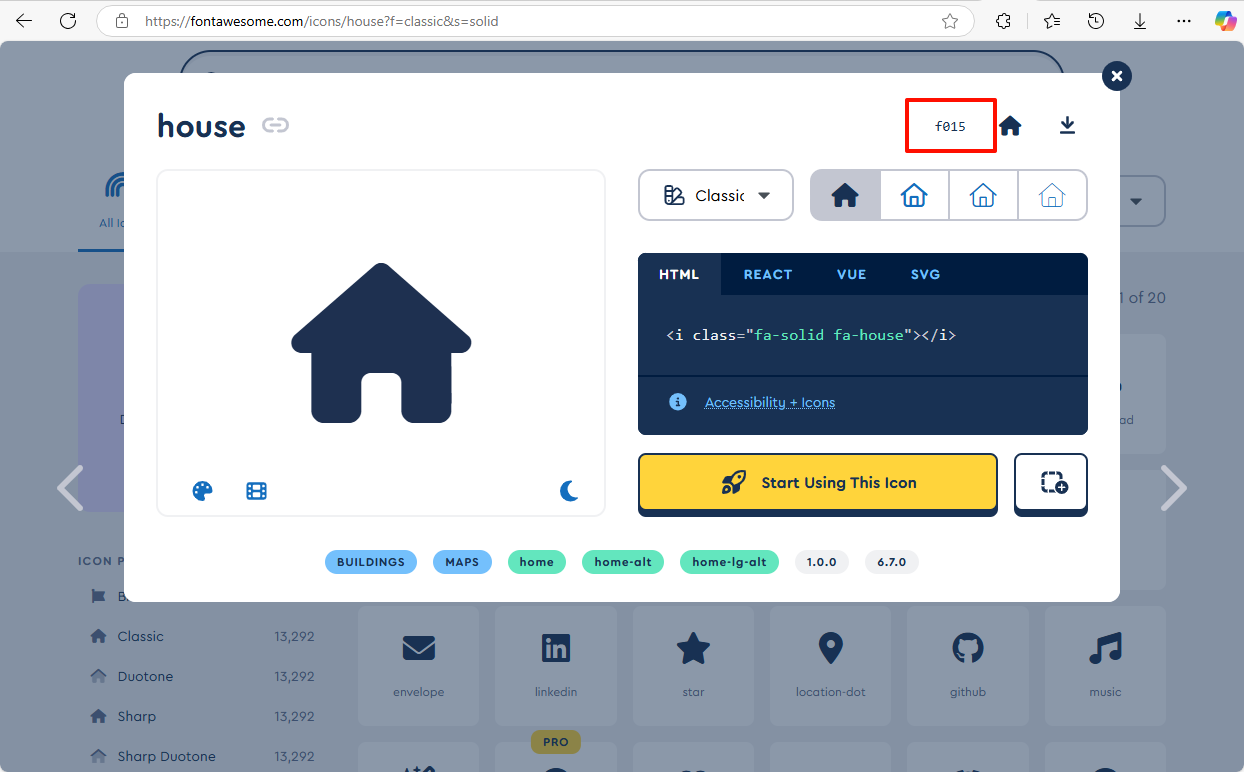 https://fontawesome.com/icons/house?f=classic&s=solid
house
f015
All Ic
Classic
HTML REACT VUE SVG
<i class="fa-solid fa-house"></i>
Accessibility + Icons
Start Using This Icon
1 of 20
ad
BUILDINGS MAPS home home-alt home-lg-alt 1.0.0 6.7.0
ICON P
Classic 13,292
Duotone 13,292
Sharp 13,292
Sharp Duotone 13,292
envelope linkedin star location-dot github music
PRO